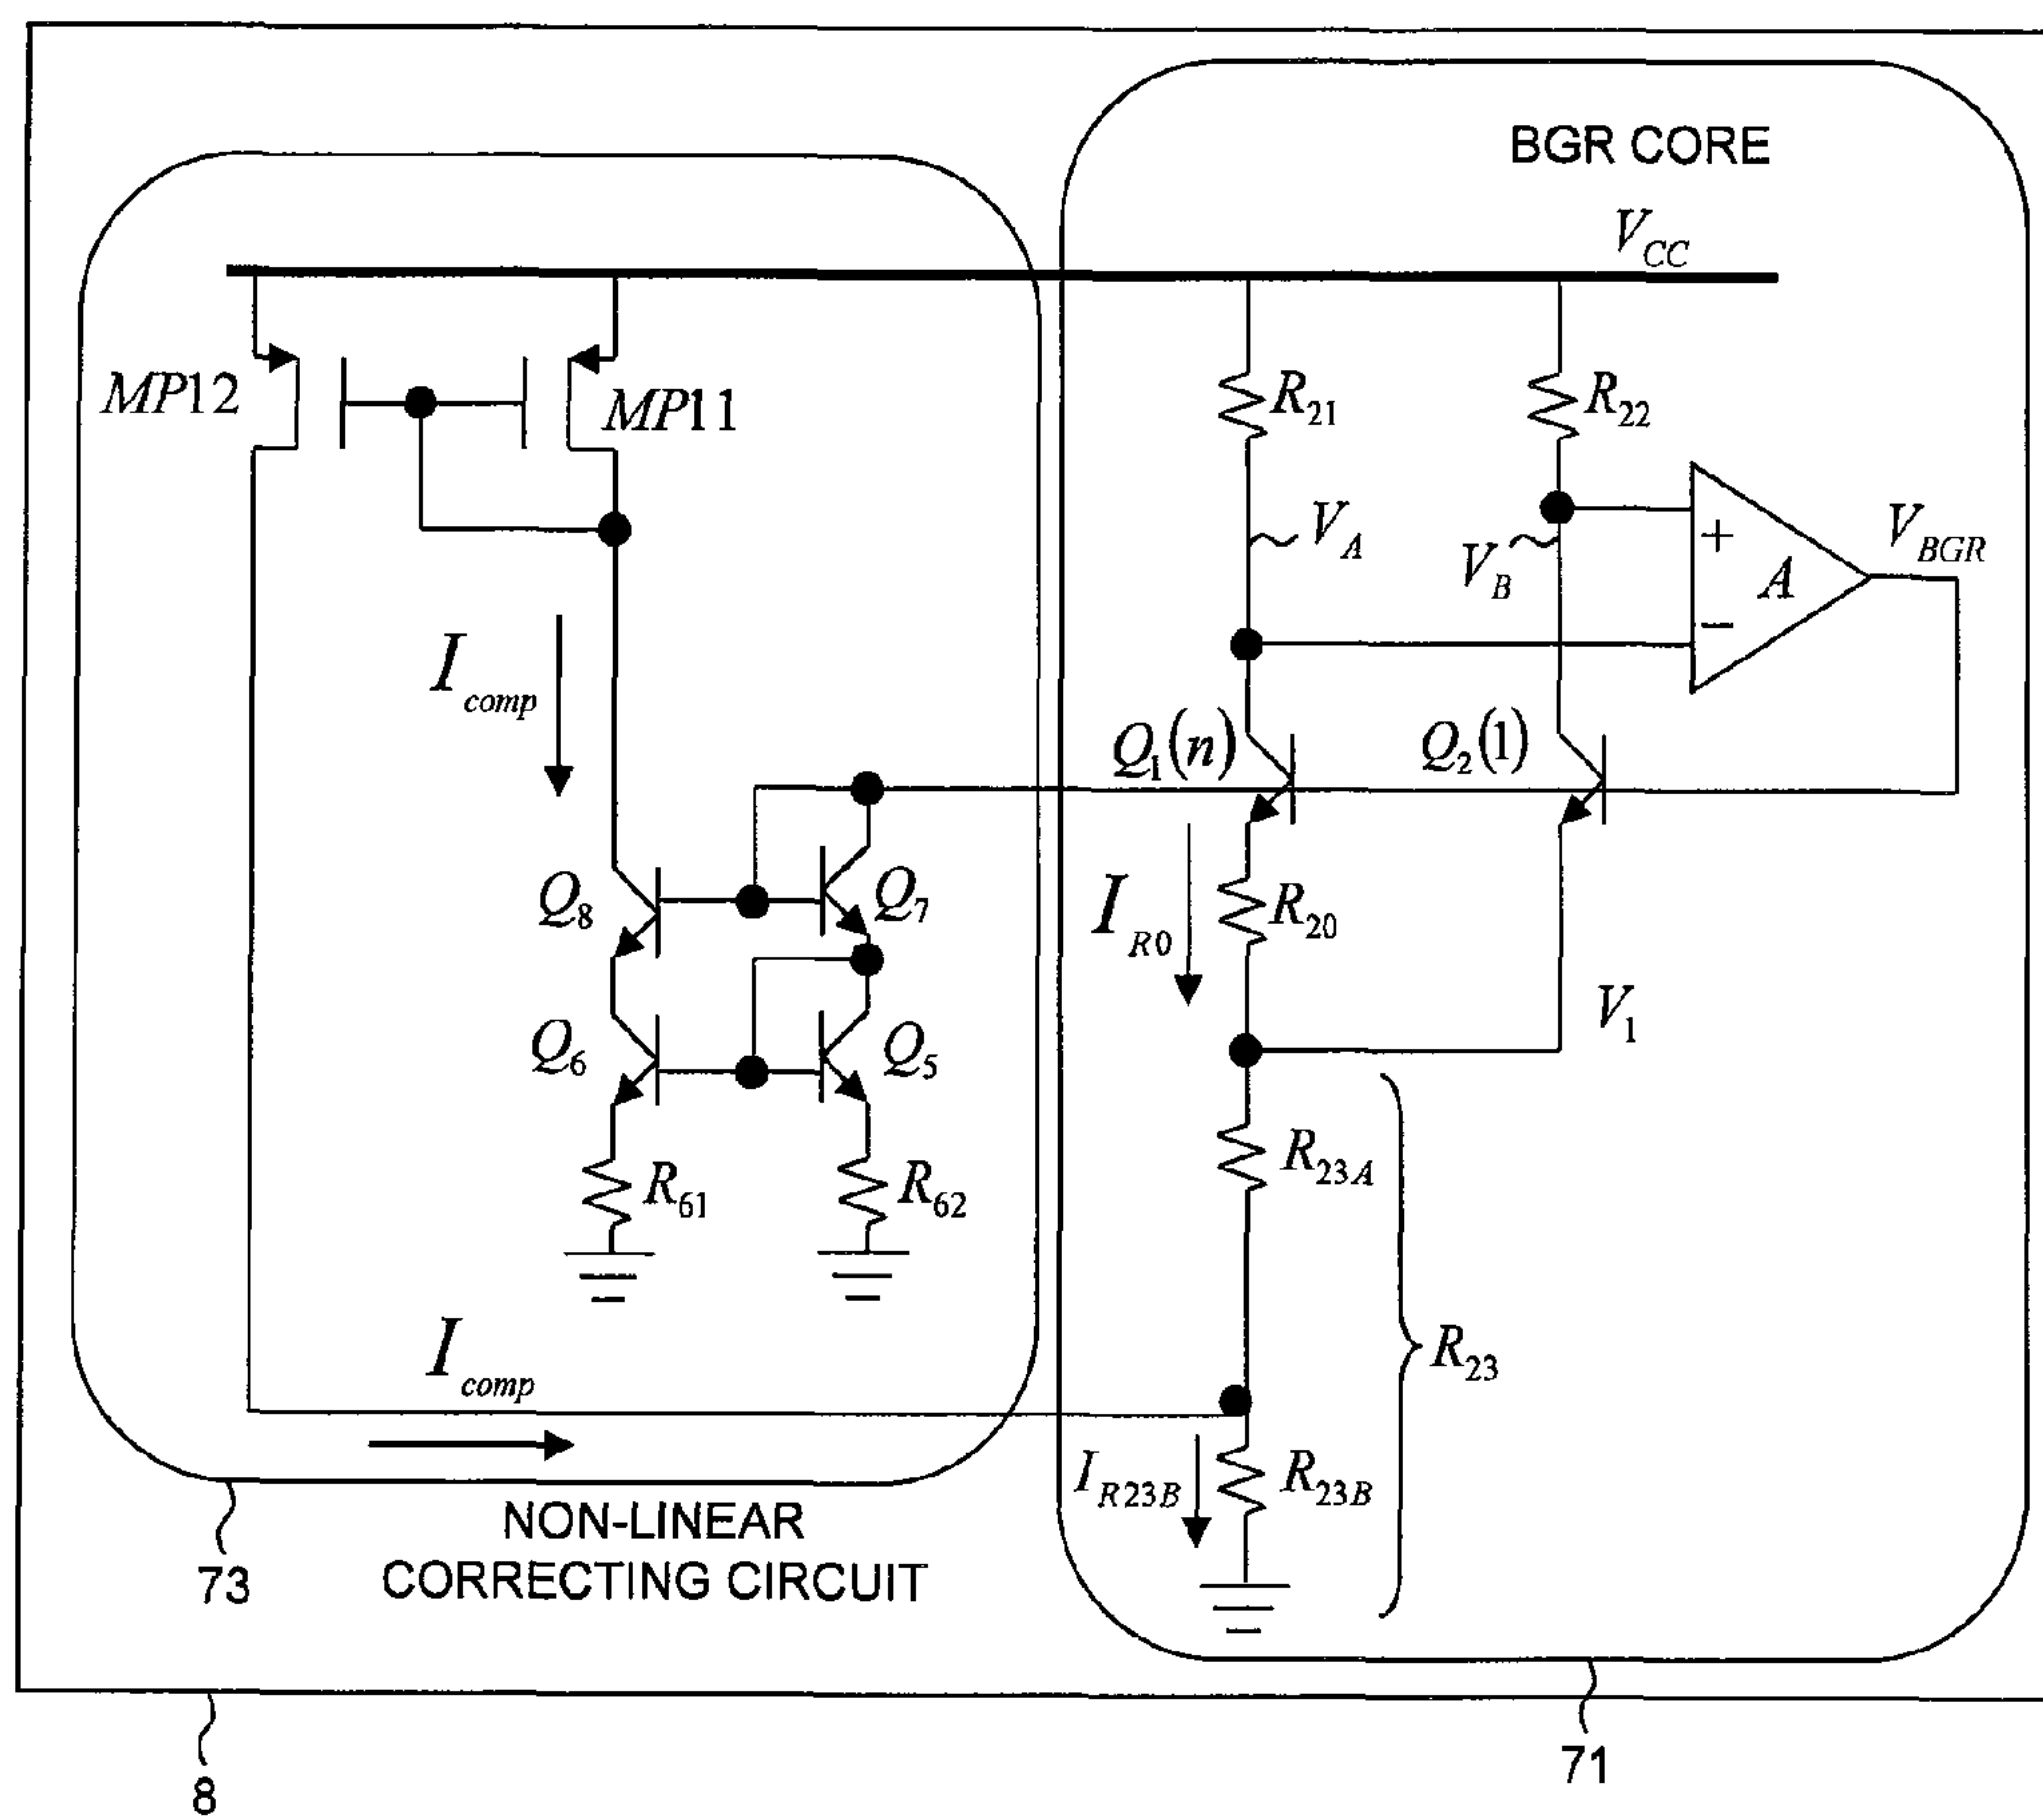 BGR CORE
V_CC
MP12
MP11
R_21
R_22
V_A
V_B
+
−
A
V_BGR
I_comp
Q_1(n)
Q_2(1)
Q_8
Q_7
I_R0
R_20
V_1
Q_6
Q_5
R_61
R_62
R_23A
R_23
I_comp
I_R23B
R_23B
NON-LINEAR
CORRECTING CIRCUIT
73
71
8